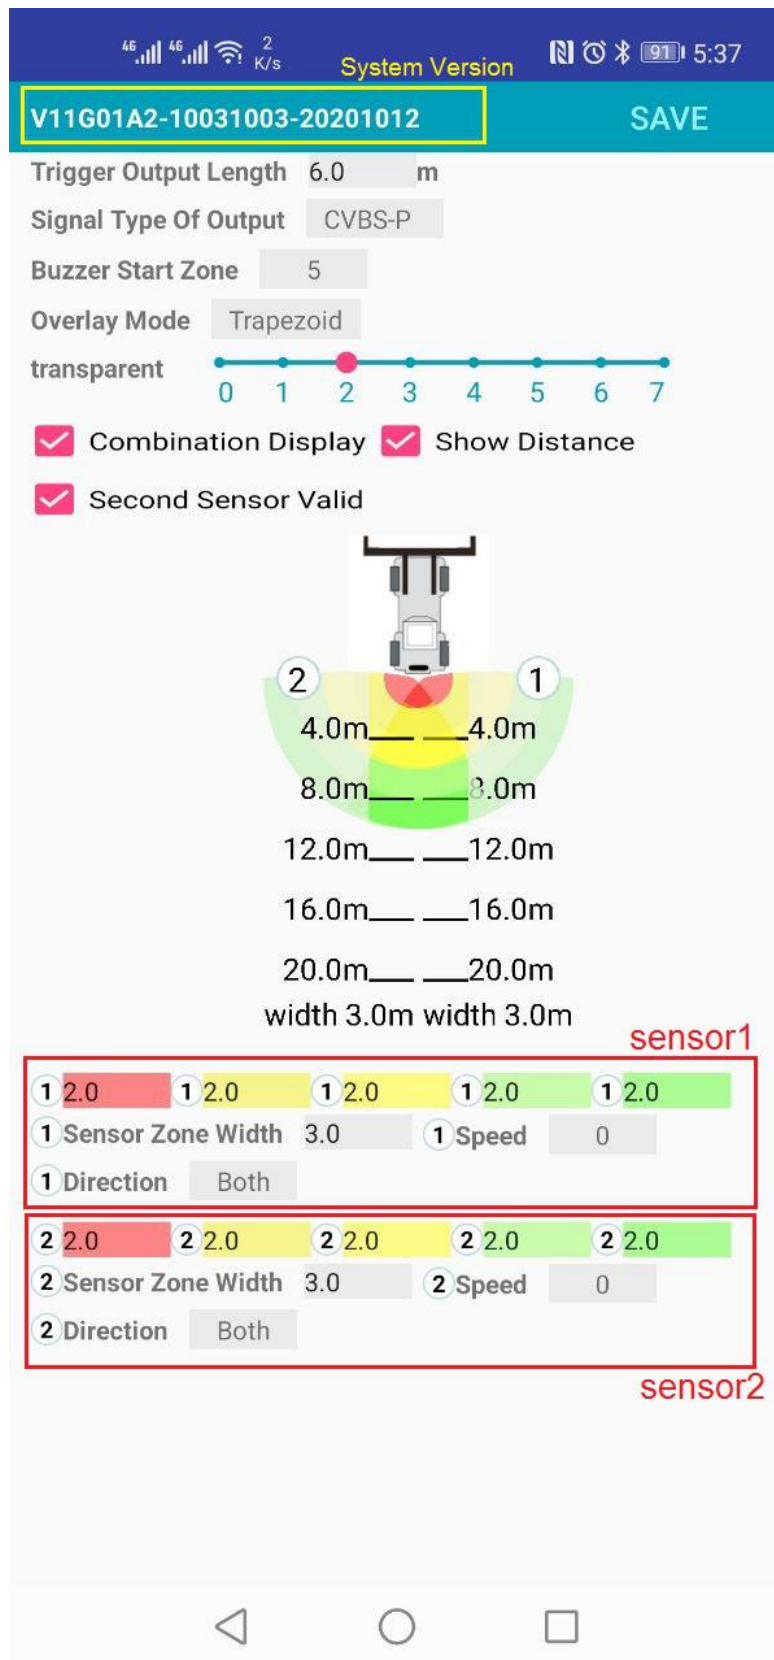 4G 4G 2 K/s System Version 91 5:37
V11G01A2-10031003-20201012 SAVE
Trigger Output Length 6.0 m
Signal Type Of Output CVBS-P
Buzzer Start Zone 5
Overlay Mode Trapezoid
transparent
0 1 2 3 4 5 6 7
Combination Display Show Distance
Second Sensor Valid
2 1
4.0m 4.0m
8.0m 8.0m
12.0m 12.0m
16.0m 16.0m
20.0m 20.0m
width 3.0m width 3.0m
sensor1
1 2.0 1 2.0 1 2.0 1 2.0 1 2.0
1 Sensor Zone Width 3.0 1 Speed 0
1 Direction Both
2 2.0 2 2.0 2 2.0 2 2.0 2 2.0
2 Sensor Zone Width 3.0 2 Speed 0
2 Direction Both
sensor2